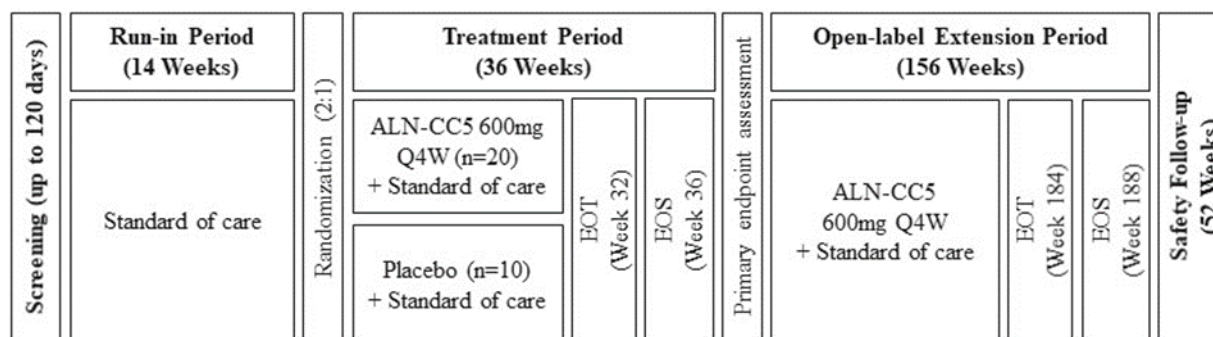 Screening (up to 120 days)
Run-in Period
(14 Weeks)
Standard of care
Randomization (2:1)
Treatment Period
(36 Weeks)
ALN-CC5 600mg
Q4W (n=20)
+ Standard of care
Placebo (n=10)
+ Standard of care
EOT
(Week 32)
EOS
(Week 36)
Primary endpoint assessment
Open-label Extension Period
(156 Weeks)
ALN-CC5
600mg Q4W
+ Standard of care
EOT
(Week 184)
EOS
(Week 188)
Safety Follow-up
(52 Weeks)